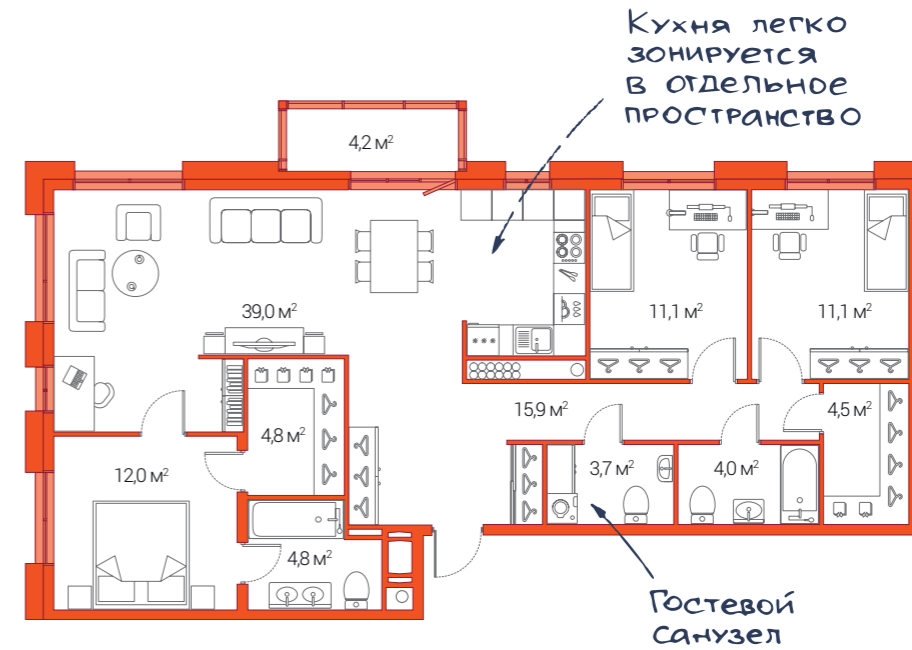 Кухня легко
зонируется
в отдельное
пространство
4,2 м²
39,0 м²
11,1 м²
11,1 м²
15,9 м²
4,5 м²
4,8 м²
12,0 м²
3,7 м²
4,0 м²
4,8 м²
Гостевой
санузел